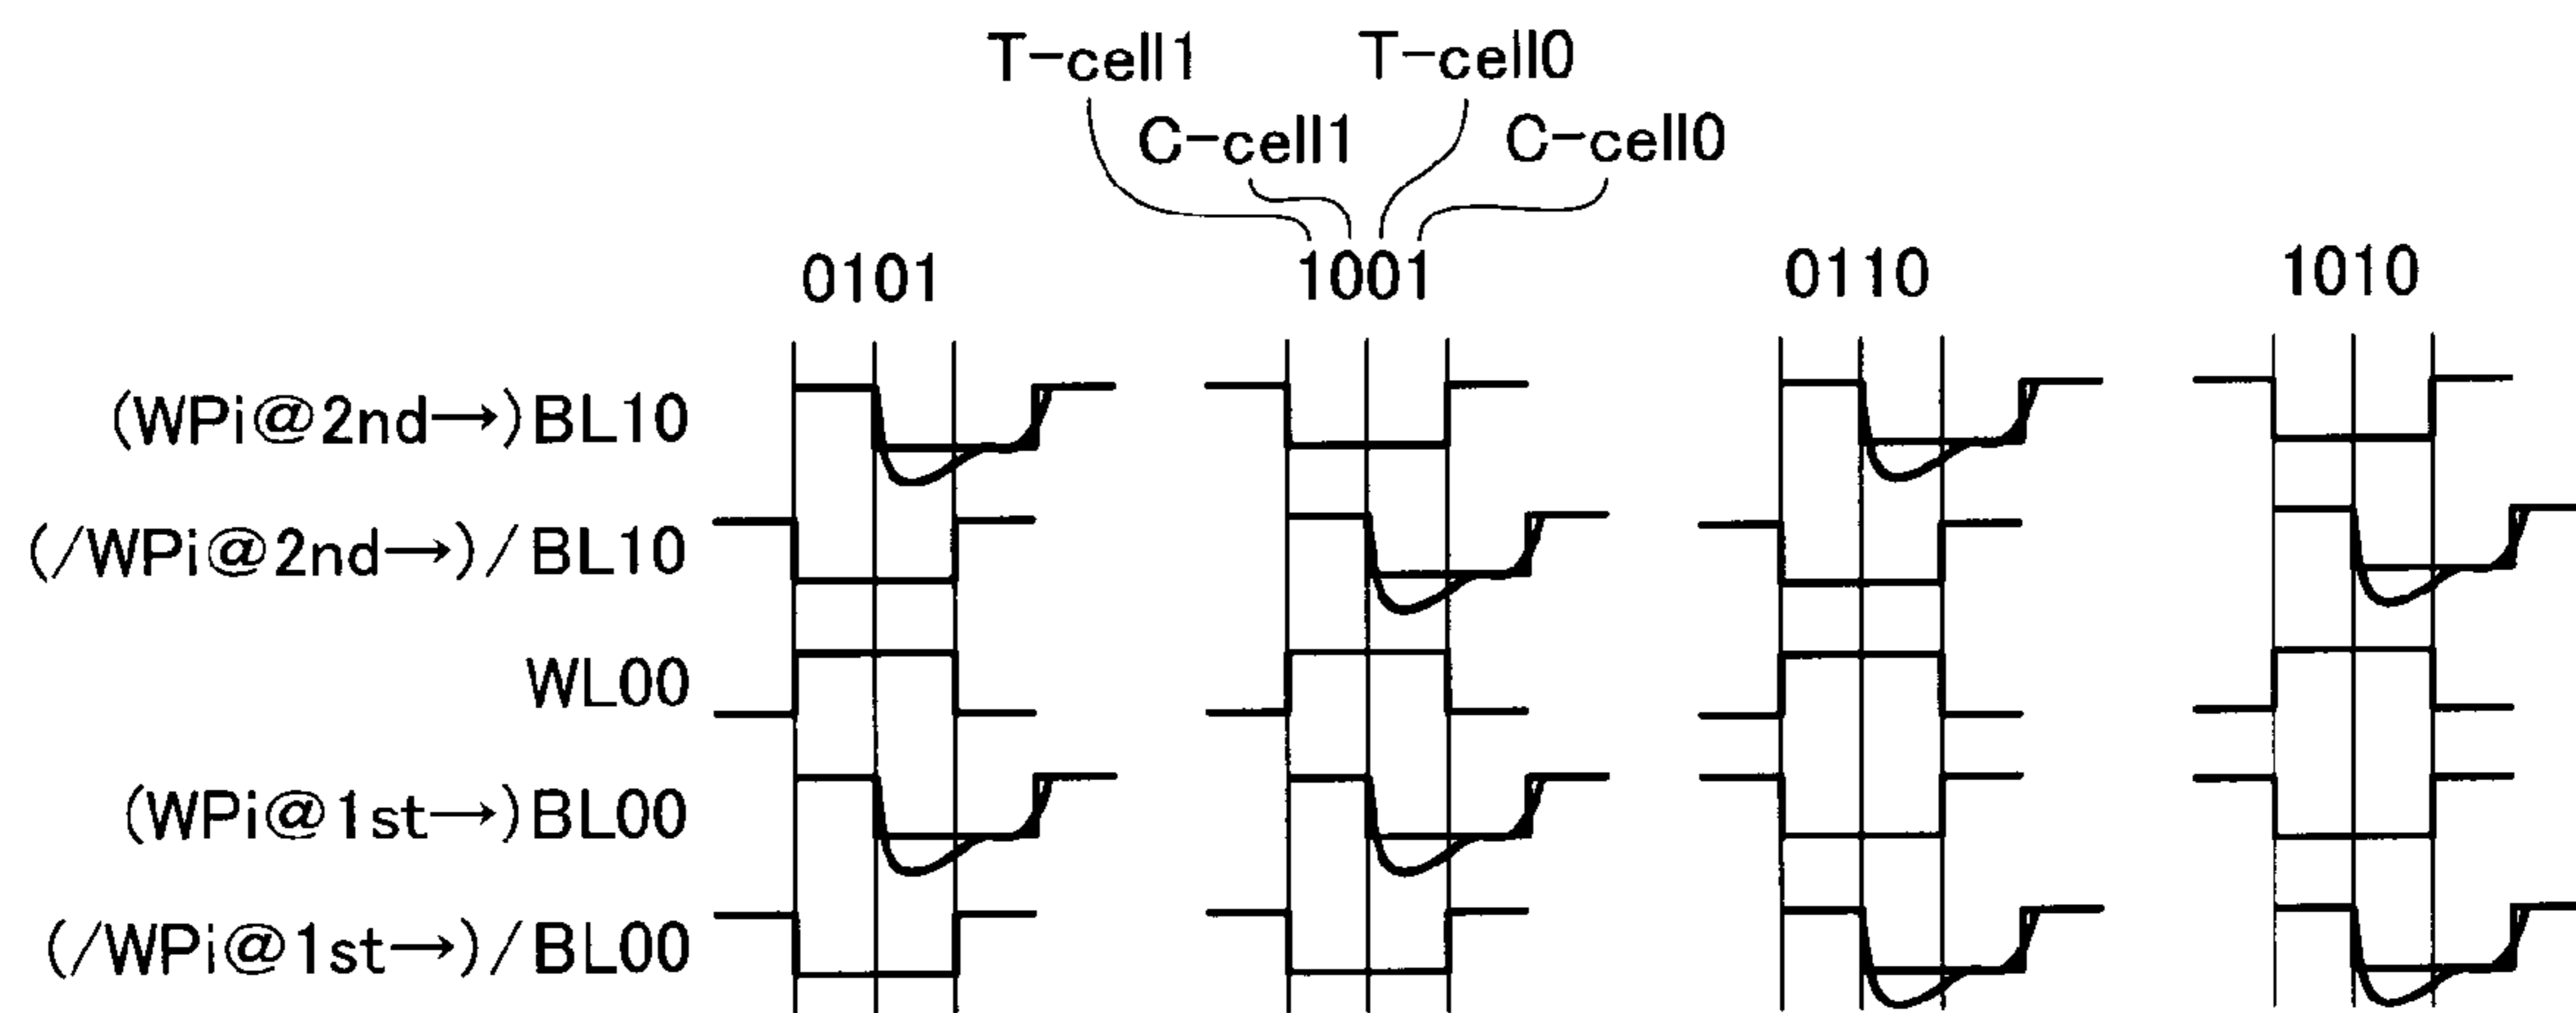 T-cell1 T-cell0
C-cell1 C-cell0
0101 1001 0110 1010
(WPi@2nd→)BL10
(/WPi@2nd→)/BL10
WL00
(WPi@1st→)BL00
(/WPi@1st→)/BL00